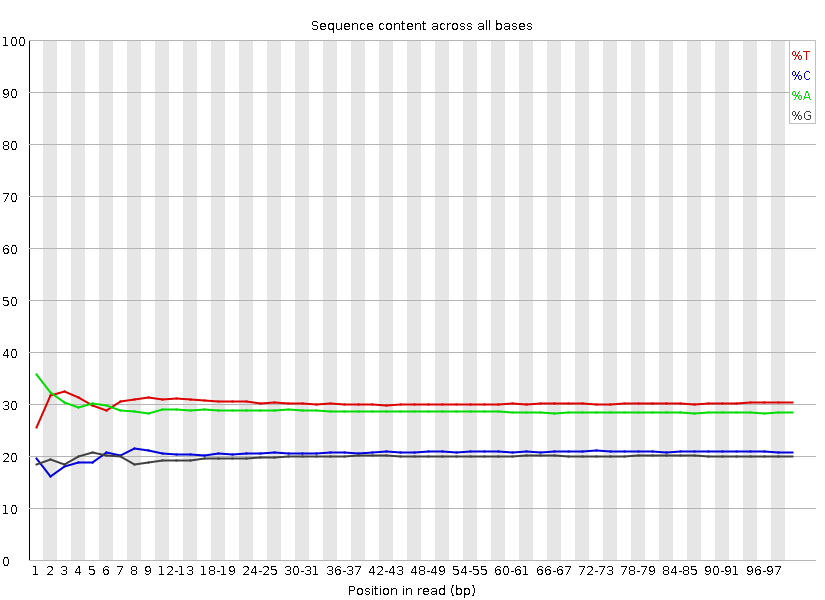 Sequence content across all bases
100
90
80
70
60
50
40
30
20
10
0
%T
%C
%A
%G
1 2 3 4 5 6 7 8 9 12-13 18-19 24-25 30-31 36-37 42-43 48-49 54-55 60-61 66-67 72-73 78-79 84-85 90-91 96-97
Position in read (bp)